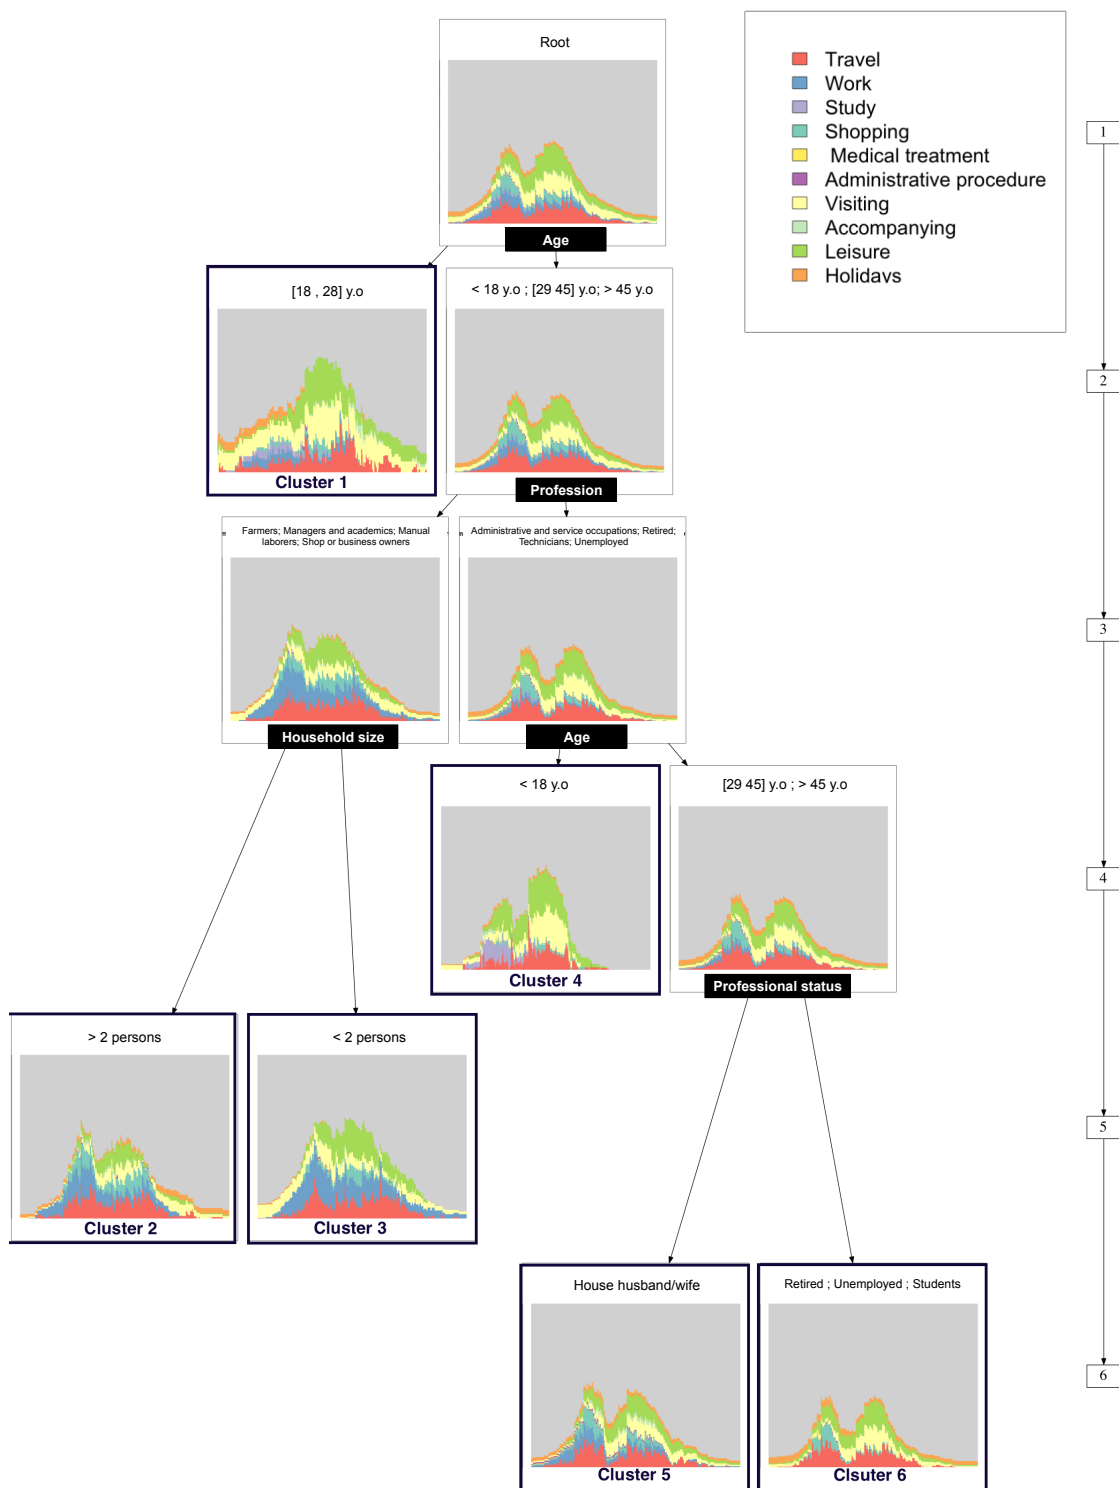 Root
Travel
Work
Study
Shopping
Medical treatment
Administrative procedure
Visiting
Accompanying
Leisure
Holidavs
1
Age
[18 , 28] y.o
< 18 y.o ; [29 45] y.o; > 45 y.o
2
Cluster 1
Profession
Farmers; Managers and academics; Manual
laborers; Shop or business owners
Administrative and service occupations; Retired;
Technicians; Unemployed
3
Household size
Age
< 18 y.o
[29 45] y.o ; > 45 y.o
4
Cluster 4
Professional status
> 2 persons
< 2 persons
5
Cluster 2
Cluster 3
House husband/wife
Retired ; Unemployed ; Students
6
Cluster 5
Clsuter 6